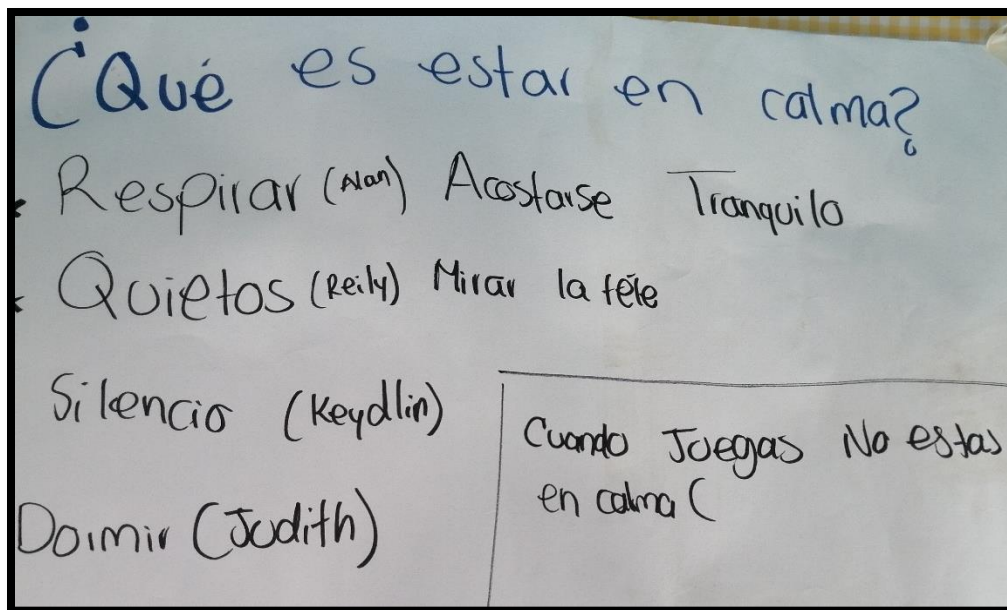 ¿Qué es estar en calma?
Respirar (Alan) Acostarse Tranquilo
Quietos (Reily) Mirar la tele
Silencio (Keydlin)
Cuando Juegas No estas
en calma (
Dormir (Judith)